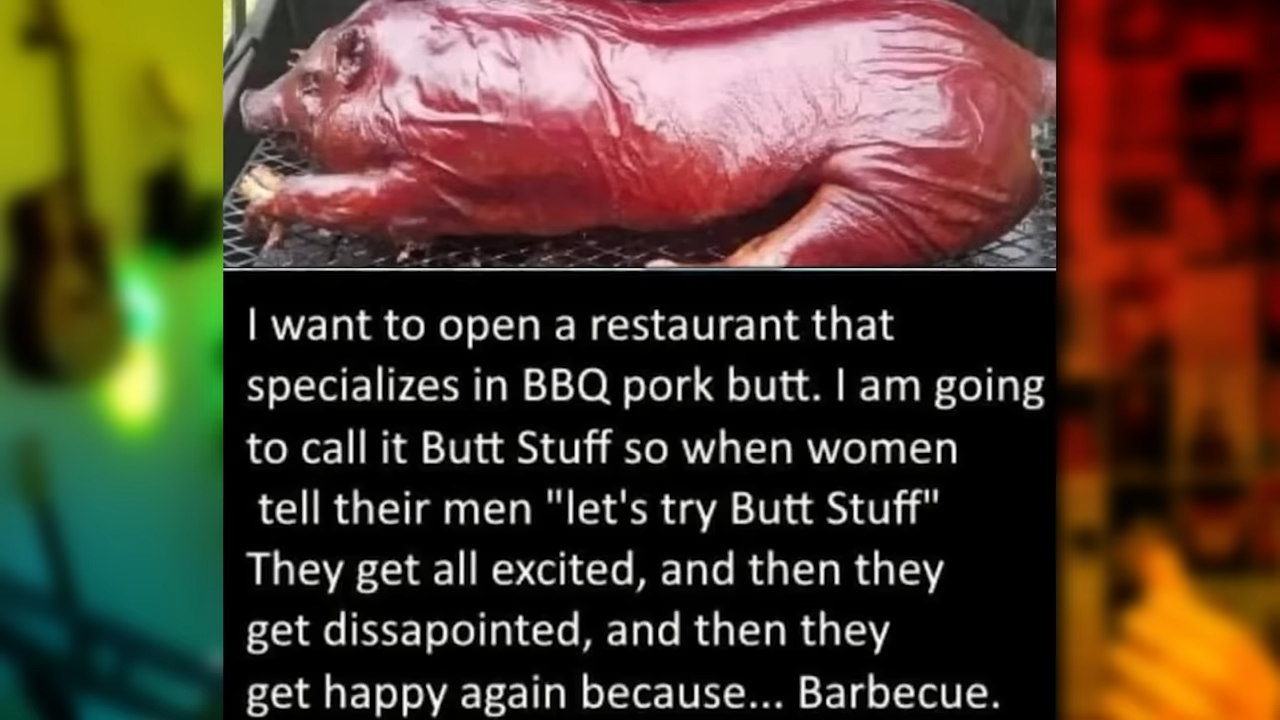 I want to open a restaurant that
specializes in BBQ pork butt. I am going
to call it Butt Stuff so when women
tell their men "let's try Butt Stuff"
They get all excited, and then they
get dissapointed, and then they
get happy again because... Barbecue.